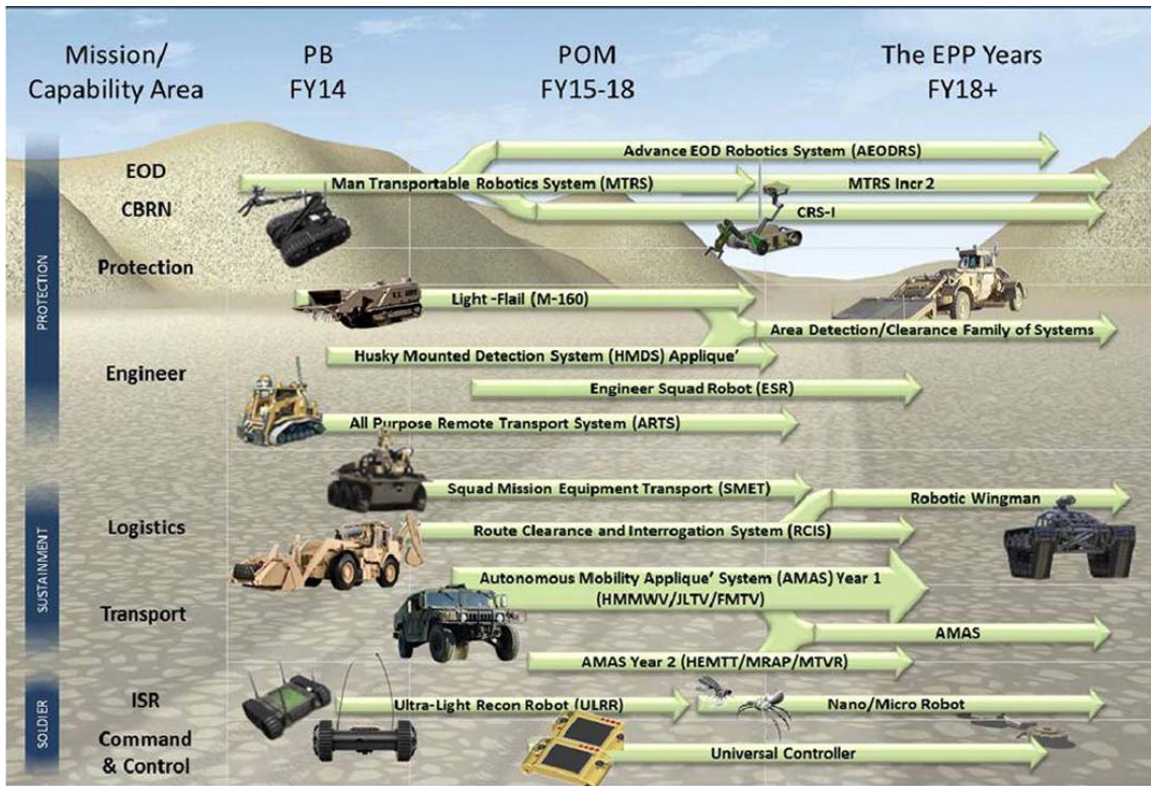 Mission/
Capability Area
PB
FY14
POM
FY15-18
The EPP Years
FY18+
PROTECTION
EOD
CBRN
Advance EOD Robotics System (AEODRS)
Man Transportable Robotics System (MTRS)
MTRS Incr 2
CRS-I
Protection
Light -Flail (M-160)
Area Detection/Clearance Family of Systems
Engineer
Husky Mounted Detection System (HMDS) Applique’
Engineer Squad Robot (ESR)
All Purpose Remote Transport System (ARTS)
SUSTAINMENT
Squad Mission Equipment Transport (SMET)
Robotic Wingman
Logistics
Route Clearance and Interrogation System (RCIS)
Autonomous Mobility Applique’ System (AMAS) Year 1
(HMMWV/JLTV/FMTV)
Transport
AMAS
AMAS Year 2 (HEMTT/MRAP/MTVR)
SOLDIER
ISR
Ultra-Light Recon Robot (ULRR)
Nano/Micro Robot
Command
& Control
Universal Controller